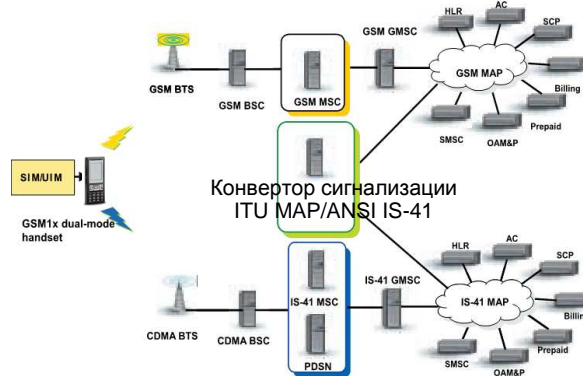 HLR
AC
SCP
GSM GMSC
GSM MAP
GSM BTS
GSM BSC
GSM MSC
Billing
Prepaid
SMSC
OAM&P
SIM/UIM
GSM1x dual-mode
handset
Конвертор сигнализации
ITU MAP/ANSI IS-41
HLR
AC
SCP
IS-41 MSC
IS-41 GMSC
IS-41 MAP
Billing
CDMA BTS
CDMA BSC
PDSN
Prepaid
SMSC
OAM&P